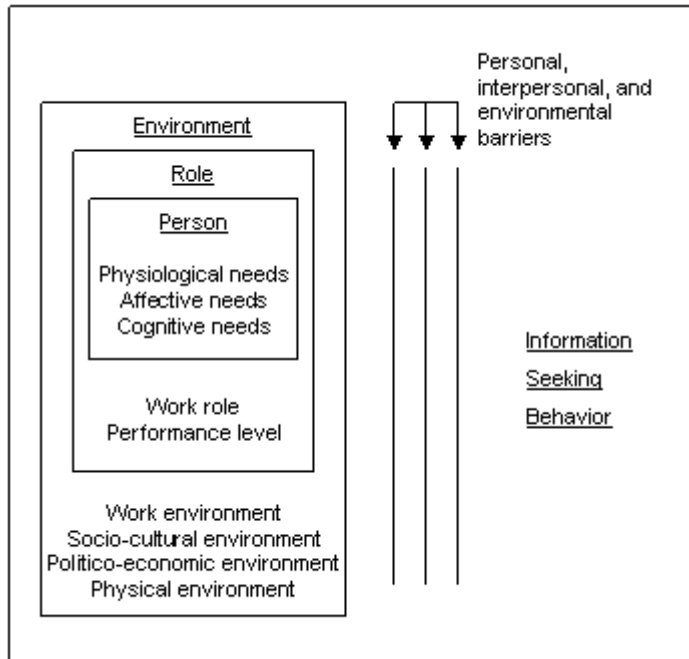 Personal,
interpersonal, and
environmental
barriers
Environment
Role
Person
Physiological needs
Affective needs
Cognitive needs
Work role
Performance level
Work environment
Socio-cultural environment
Politico-economic environment
Physical environment
Information
Seeking
Behavior